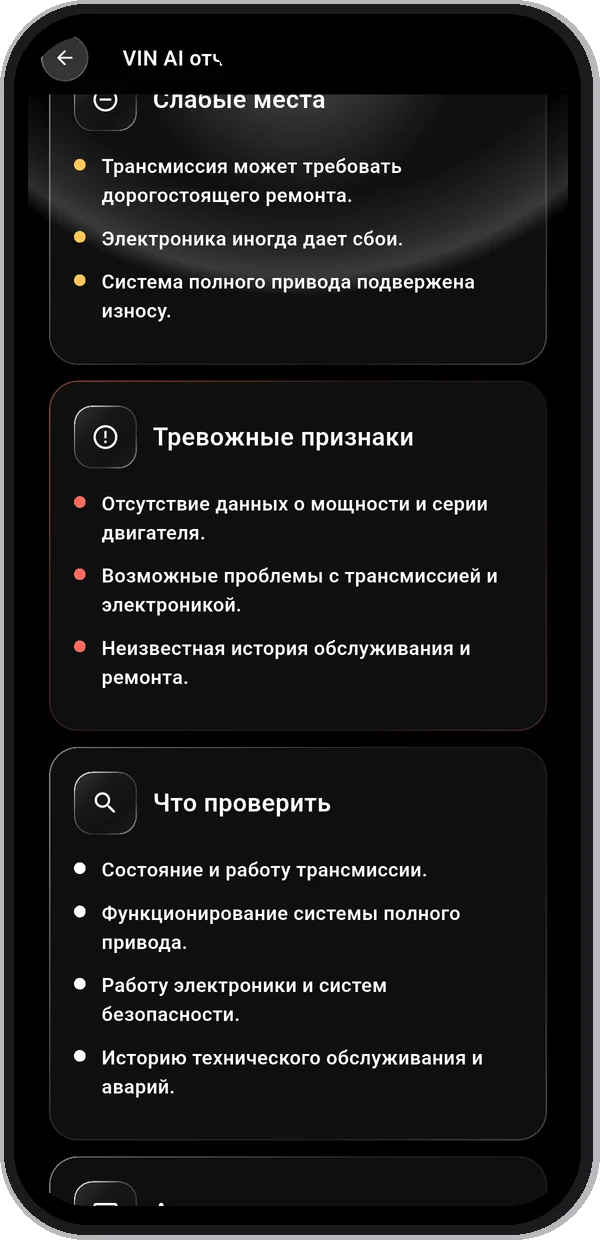 VIN AI
Слабые места
Трансмиссия может требовать
дорогостоящего ремонта.
Электроника иногда дает сбои.
Система полного привода подвержена
износу.
Тревожные признаки
Отсутствие данных о мощности и серии
двигателя.
Возможные проблемы с трансмиссией и
электроникой.
Неизвестная история обслуживания и
ремонта.
Что проверить
Состояние и работу трансмиссии.
Функционирование системы полного
привода.
Работу электроники и систем
безопасности.
Историю технического обслуживания и
аварий.